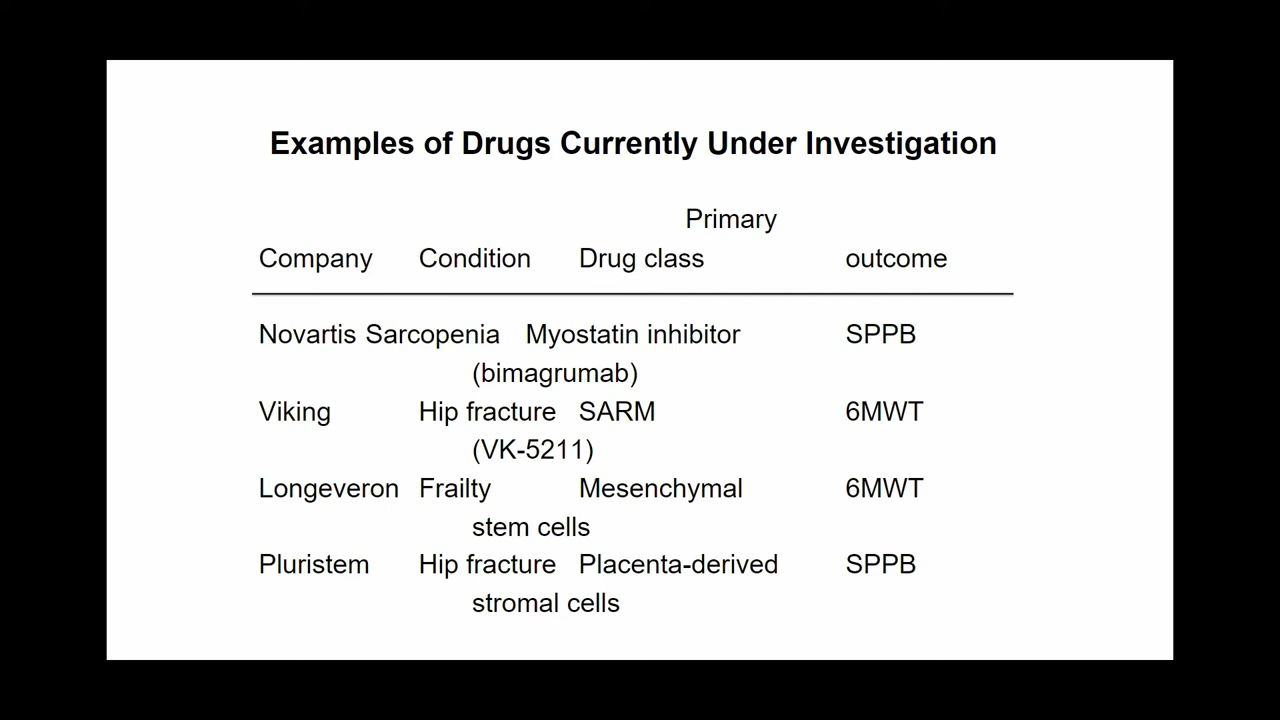 Examples of Drugs Currently Under Investigation
Primary
Company Condition Drug class outcome
Novartis Sarcopenia Myostatin inhibitor SPPB
(bimagrumab)
Viking Hip fracture SARM 6MWT
(VK-5211)
Longeveron Frailty Mesenchymal 6MWT
stem cells
Pluristem Hip fracture Placenta-derived SPPB
stromal cells